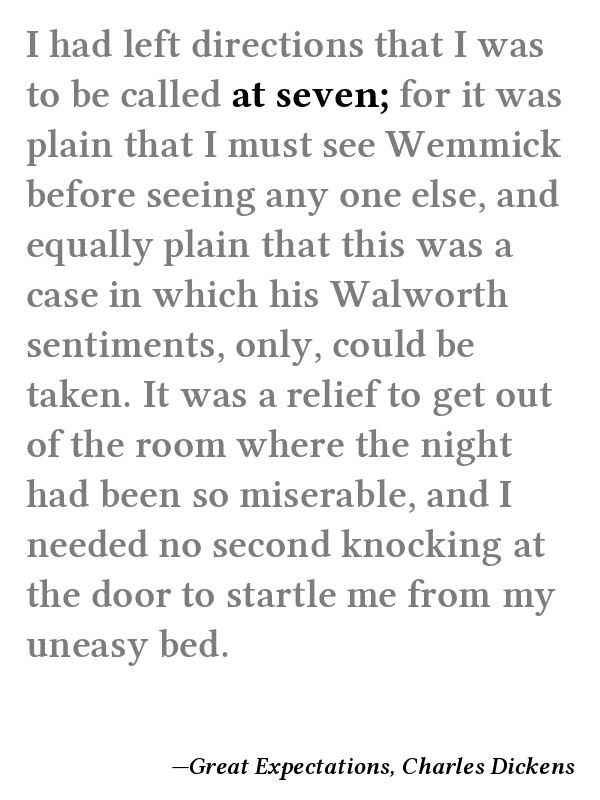 I had left directions that I was
to be called at seven; for it was
plain that I must see Wemmick
before seeing any one else, and
equally plain that this was a
case in which his Walworth
sentiments, only, could be
taken. It was a relief to get out
of the room where the night
had been so miserable, and I
needed no second knocking at
the door to startle me from my
uneasy bed.
—Great Expectations, Charles Dickens